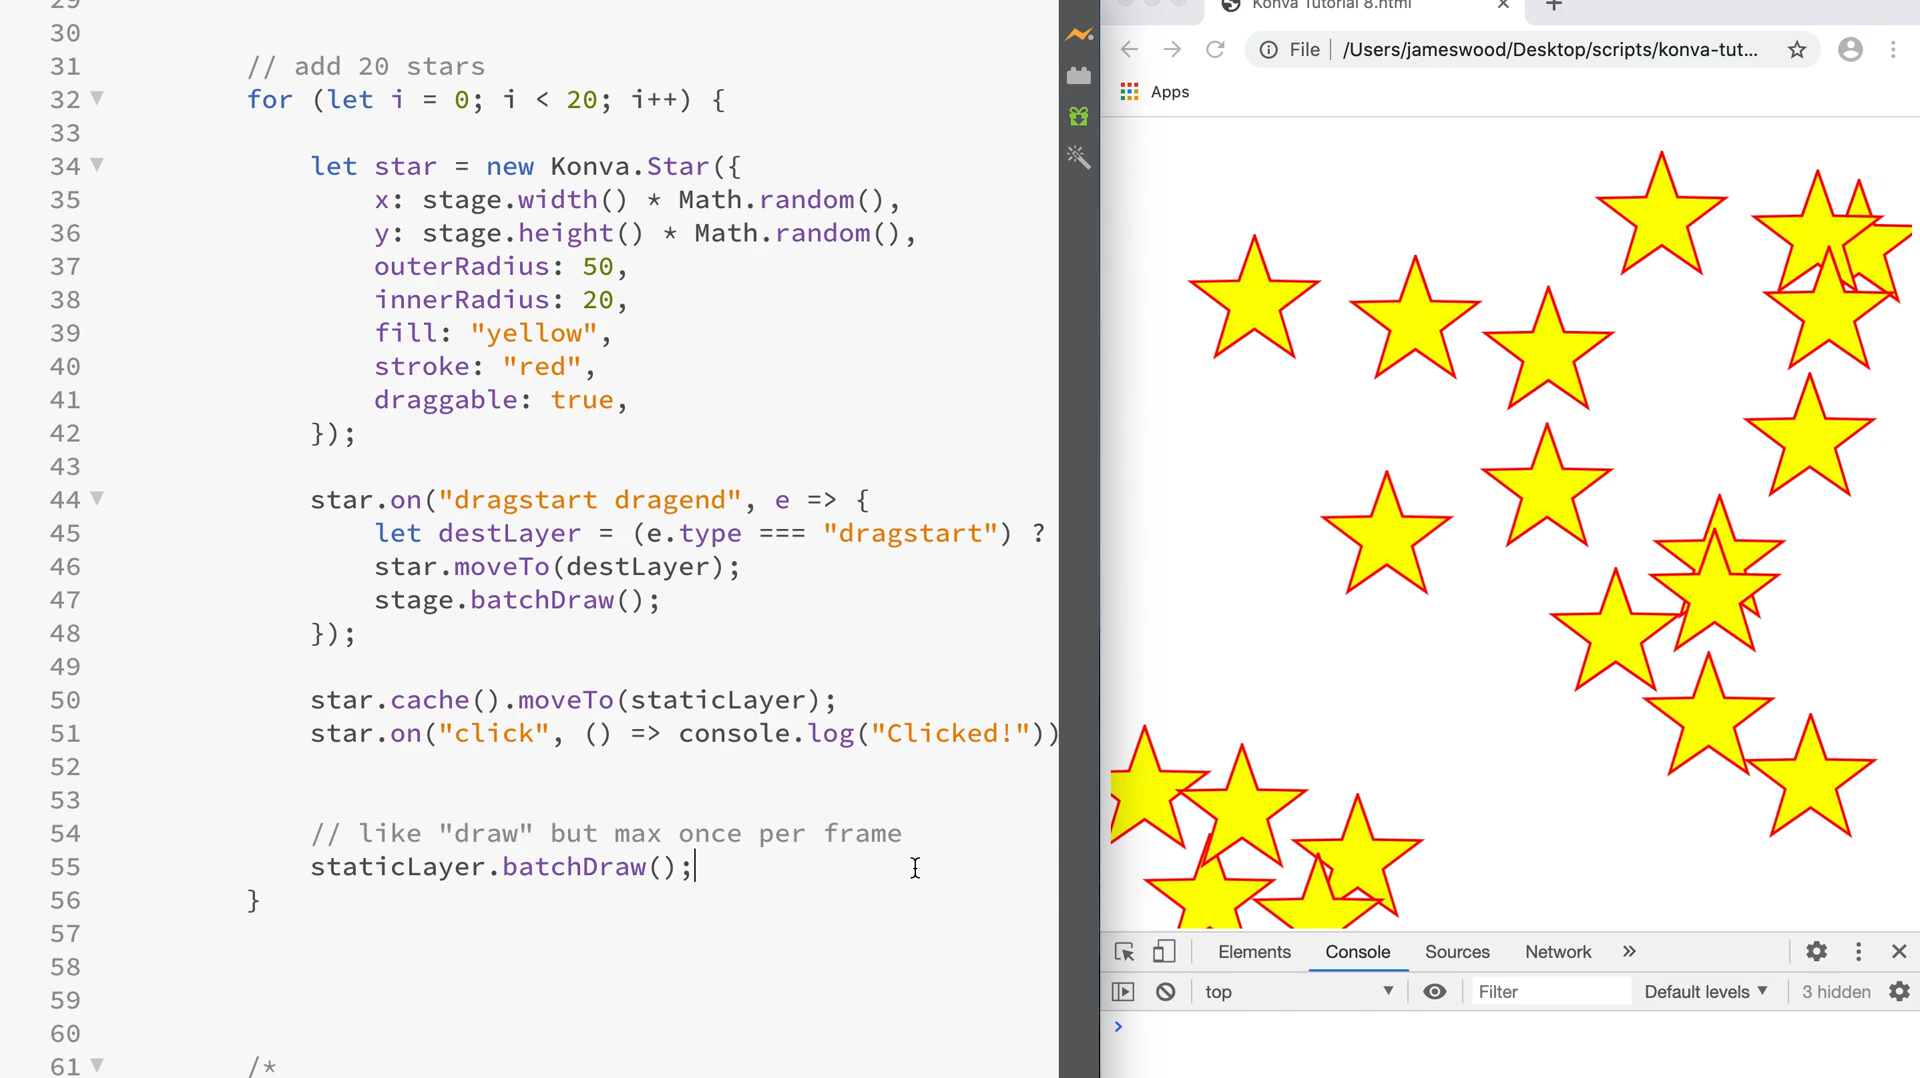 29
30
31 // add 20 stars
32 for (let i = 0; i < 20; i++) {
33
34 let star = new Konva.Star({
35 x: stage.width() * Math.random(),
36 y: stage.height() * Math.random(),
37 outerRadius: 50,
38 innerRadius: 20,
39 fill: "yellow",
40 stroke: "red",
41 draggable: true,
42 });
43
44 star.on("dragstart dragend", e => {
45 let destLayer = (e.type === "dragstart") ?
46 star.moveTo(destLayer);
47 stage.batchDraw();
48 });
49
50 star.cache().moveTo(staticLayer);
51 star.on("click", () => console.log("Clicked!"))
52
53
54 // like "draw" but max once per frame
55 staticLayer.batchDraw();
56 }
57
58
59
60
61 /*
Konva Tutorial 8.html
File /Users/jameswood/Desktop/scripts/konva-tut...
Apps
Elements Console Sources Network »
top Filter Default levels 3 hidden